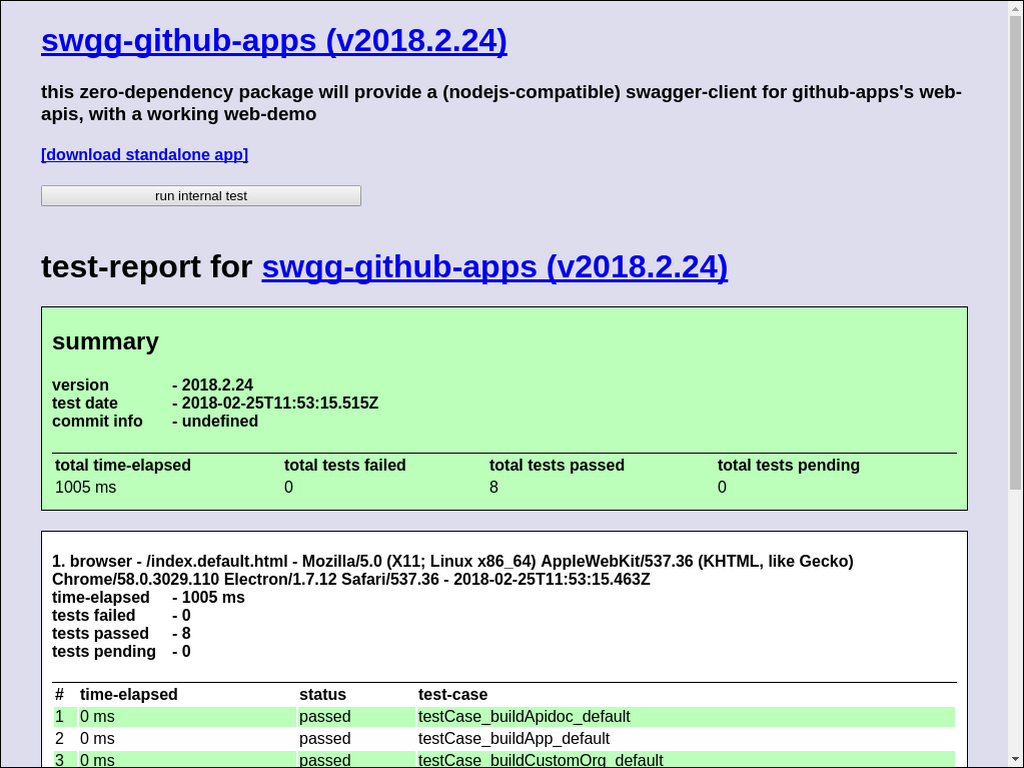 swgg-github-apps (v2018.2.24)
this zero-dependency package will provide a (nodejs-compatible) swagger-client for github-apps's web-
apis, with a working web-demo
[download standalone app]
run internal test
test-report for swgg-github-apps (v2018.2.24)
summary
version - 2018.2.24
test date - 2018-02-25T11:53:15.515Z
commit info - undefined
total time-elapsed total tests failed total tests passed total tests pending
1005 ms 0 8 0
1. browser - /index.default.html - Mozilla/5.0 (X11; Linux x86_64) AppleWebKit/537.36 (KHTML, like Gecko)
Chrome/58.0.3029.110 Electron/1.7.12 Safari/537.36 - 2018-02-25T11:53:15.463Z
time-elapsed - 1005 ms
tests failed - 0
tests passed - 8
tests pending - 0
# time-elapsed status test-case
1 0 ms passed testCase_buildApidoc_default
2 0 ms passed testCase_buildApp_default
3 0 ms passed testCase_buildCustomOrg_default